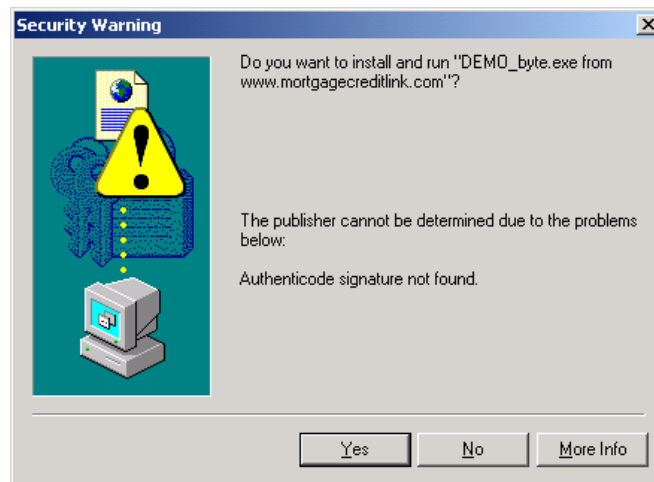 Security Warning
Do you want to install and run "DEMO_byte.exe from
www.mortgagecreditlink.com"?
The publisher cannot be determined due to the problems
below:
Authenticode signature not found.
Yes
No
More Info